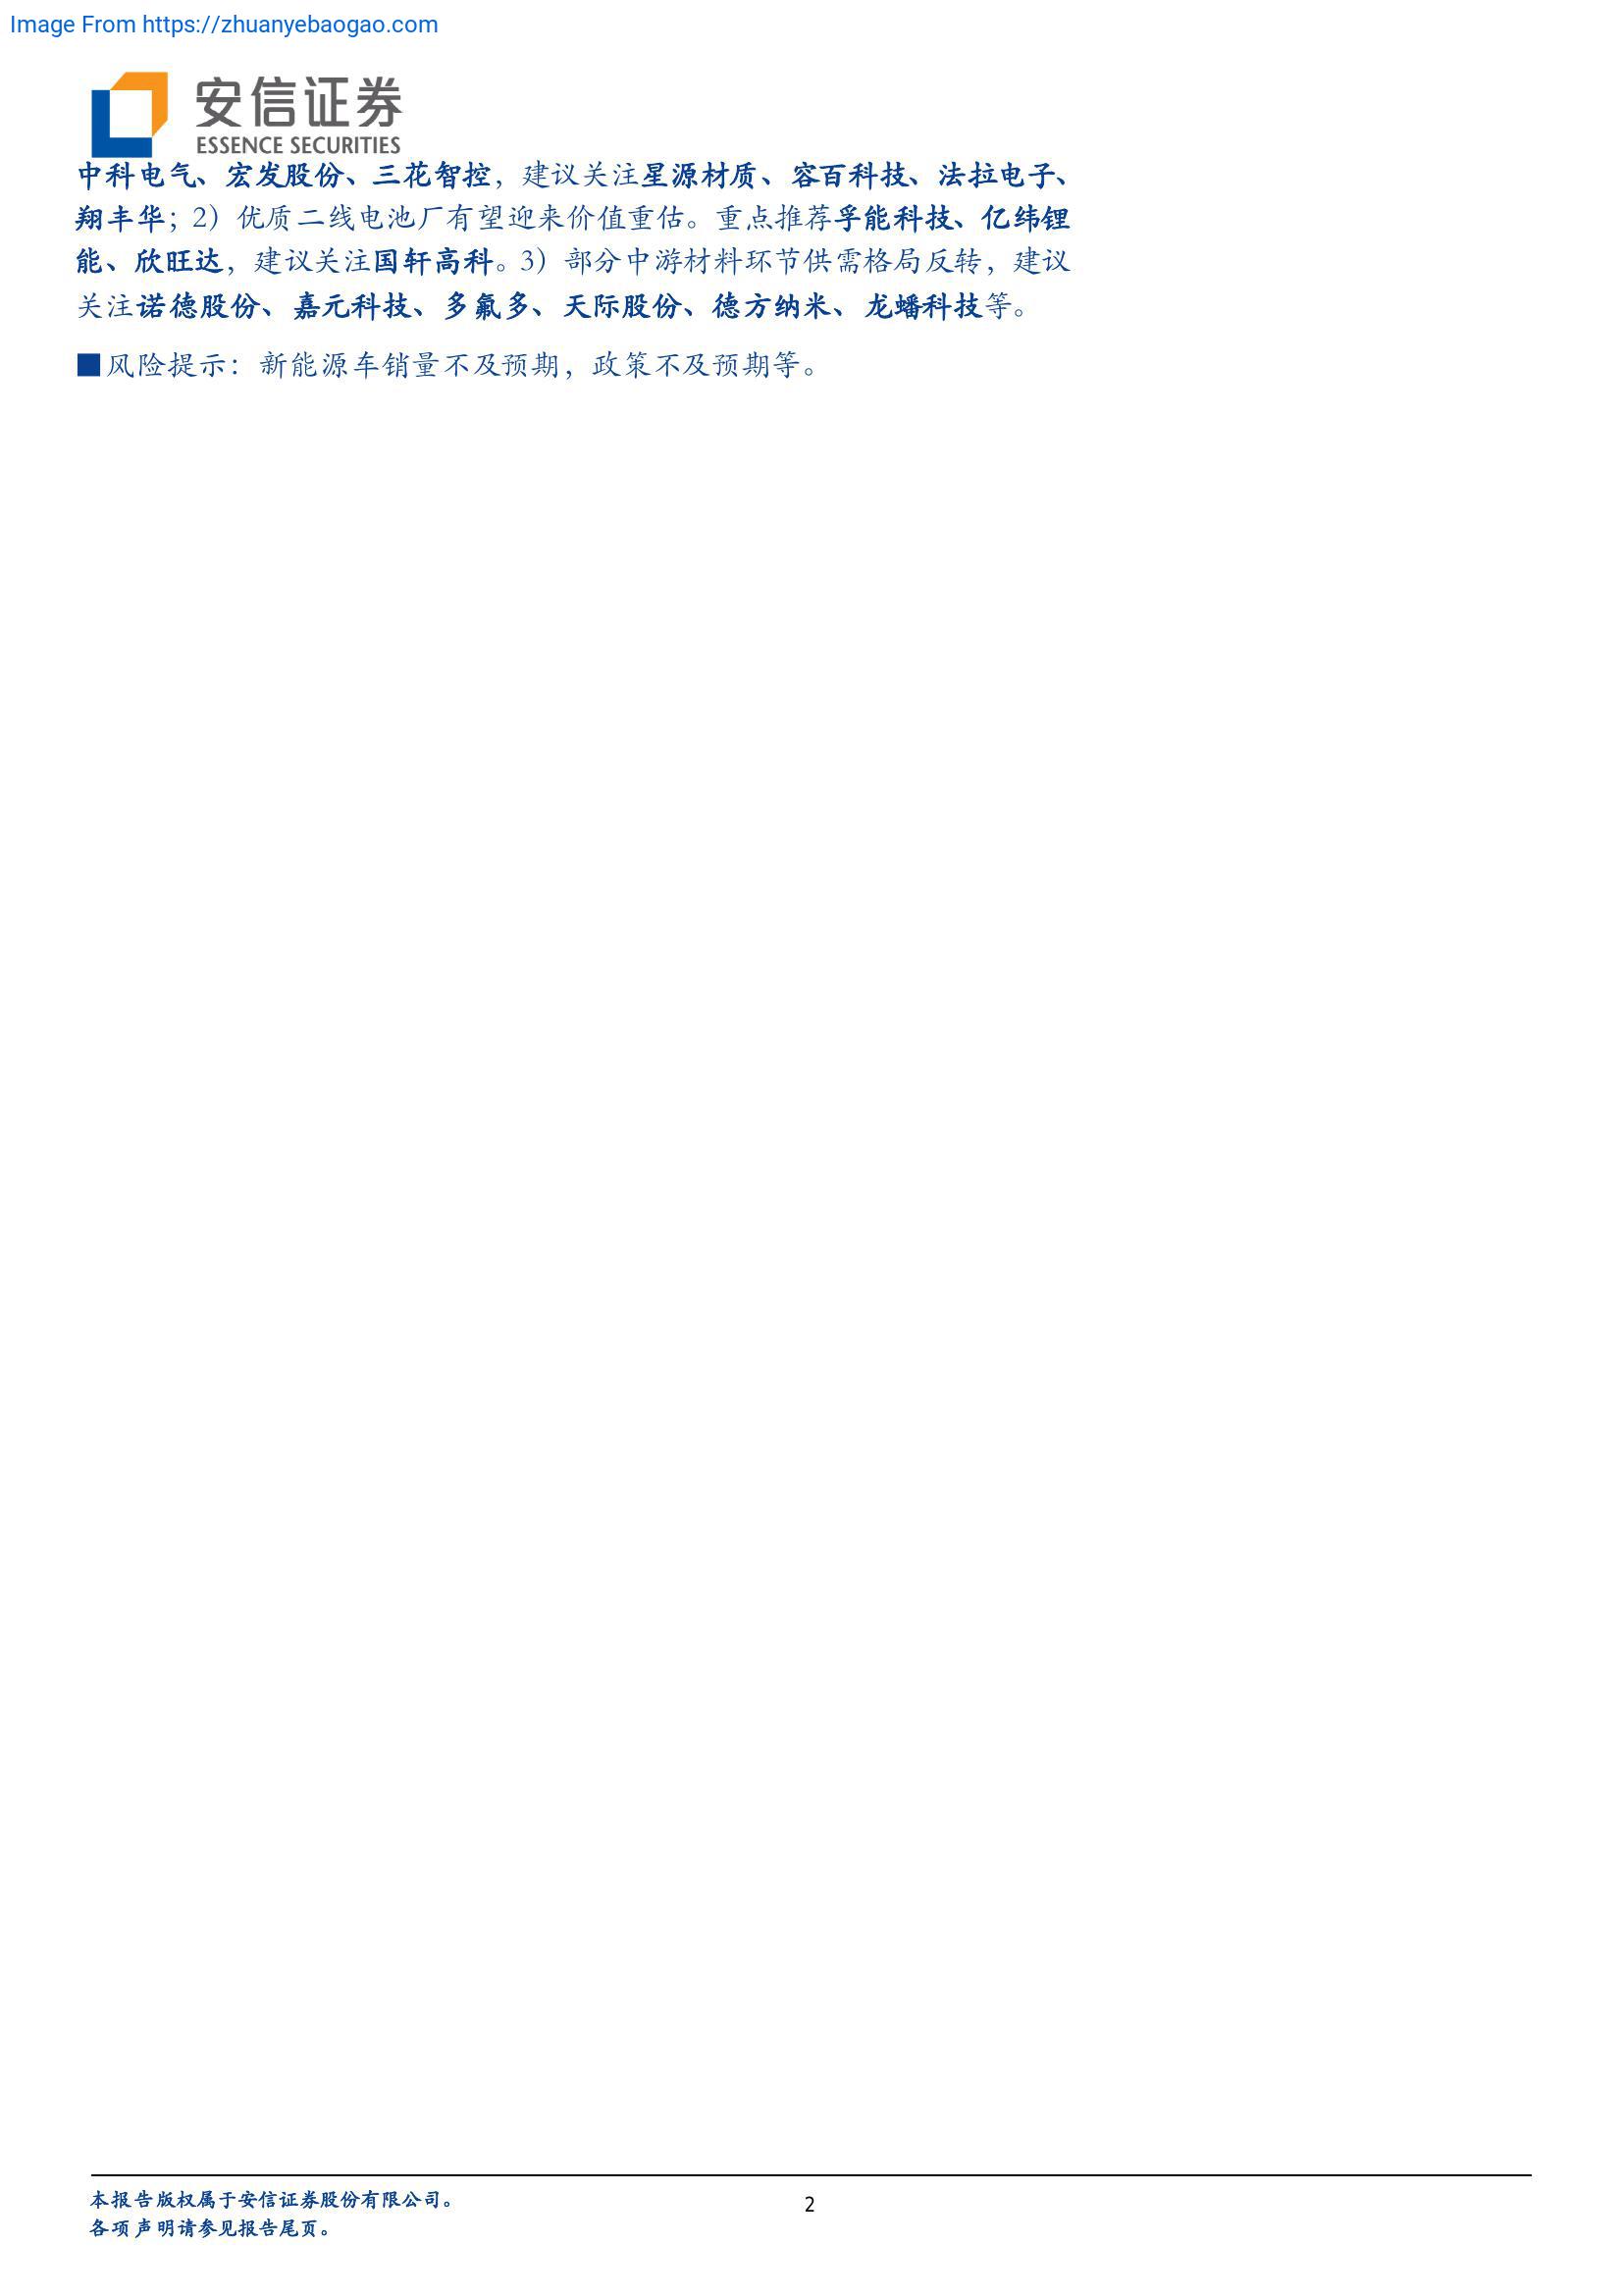 Image From https://zhuanyebaogao.com
安信证券
ESSENCE SECURITIES
中科电气、宏发股份、三花智控，建议关注星源材质、容百科技、法拉电子、
翔丰华；2）优质二线电池厂有望迎来价值重估。重点推荐孚能科技、亿纬锂
能、欣旺达，建议关注国轩高科。3）部分中游材料环节供需格局反转，建议
关注诺德股份、嘉元科技、多氟多、天际股份、德方纳米、龙蟠科技等。
■风险提示：新能源车销量不及预期，政策不及预期等。
本报告版权属于安信证券股份有限公司。
2
各项声明请参见报告尾页。